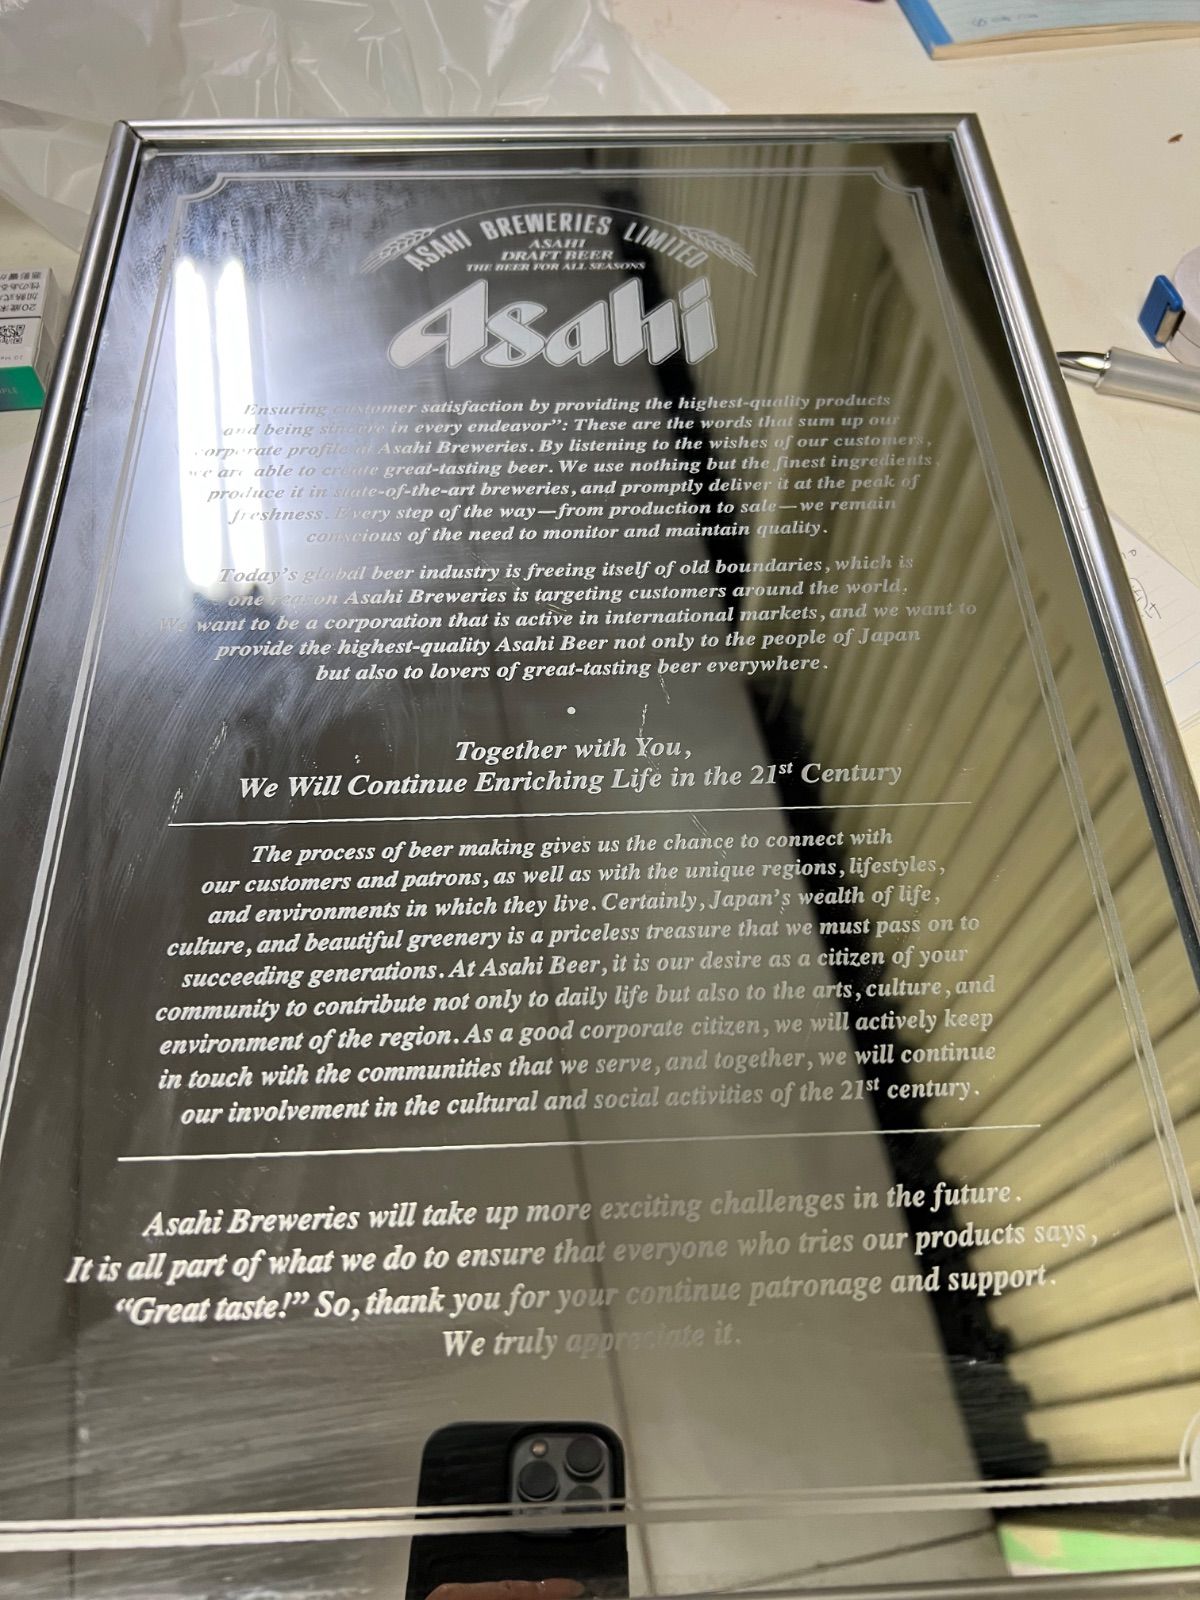 ASAHI BREWERIES LIMITED
ASAHI
DRAFT BEER
THE BEER FOR ALL SEASONS
Asahi
Ensuring customer satisfaction by providing the highest-quality products
and being sincere in every endeavor”: These are the words that sum up our
corporate profile at Asahi Breweries. By listening to the wishes of our customers,
we are able to create great-tasting beer. We use nothing but the finest ingredients,
produce it in state-of-the-art breweries, and promptly deliver it at the peak of
freshness. Every step of the way—from production to sale—we remain
conscious of the need to monitor and maintain quality.
Today’s global beer industry is freeing itself of old boundaries, which is
one reason Asahi Breweries is targeting customers around the world.
We want to be a corporation that is active in international markets, and we want to
provide the highest-quality Asahi Beer not only to the people of Japan
but also to lovers of great-tasting beer everywhere.
Together with You,
We Will Continue Enriching Life in the 21st Century
The process of beer making gives us the chance to connect with
our customers and patrons, as well as with the unique regions, lifestyles,
and environments in which they live. Certainly, Japan’s wealth of life,
culture, and beautiful greenery is a priceless treasure that we must pass on to
succeeding generations. At Asahi Beer, it is our desire as a citizen of your
community to contribute not only to daily life but also to the arts, culture, and
environment of the region. As a good corporate citizen, we will actively keep
in touch with the communities that we serve, and together, we will continue
our involvement in the cultural and social activities of the 21st century.
Asahi Breweries will take up more exciting challenges in the future.
It is all part of what we do to ensure that everyone who tries our products says,
“Great taste!” So, thank you for your continue patronage and support.
We truly appreciate it.